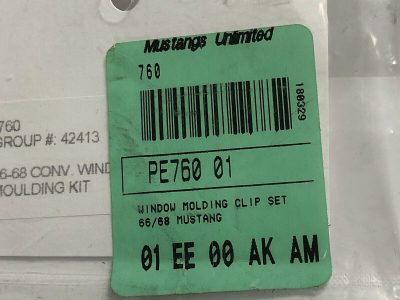 Mustangs Unlimited
760
180329
PE760 01
WINDOW MOLDING CLIP SET
66/68 MUSTANG
01 EE 00 AK AM
760
GROUP #: 42413
6-68 CONV. WIND
MOULDING KIT